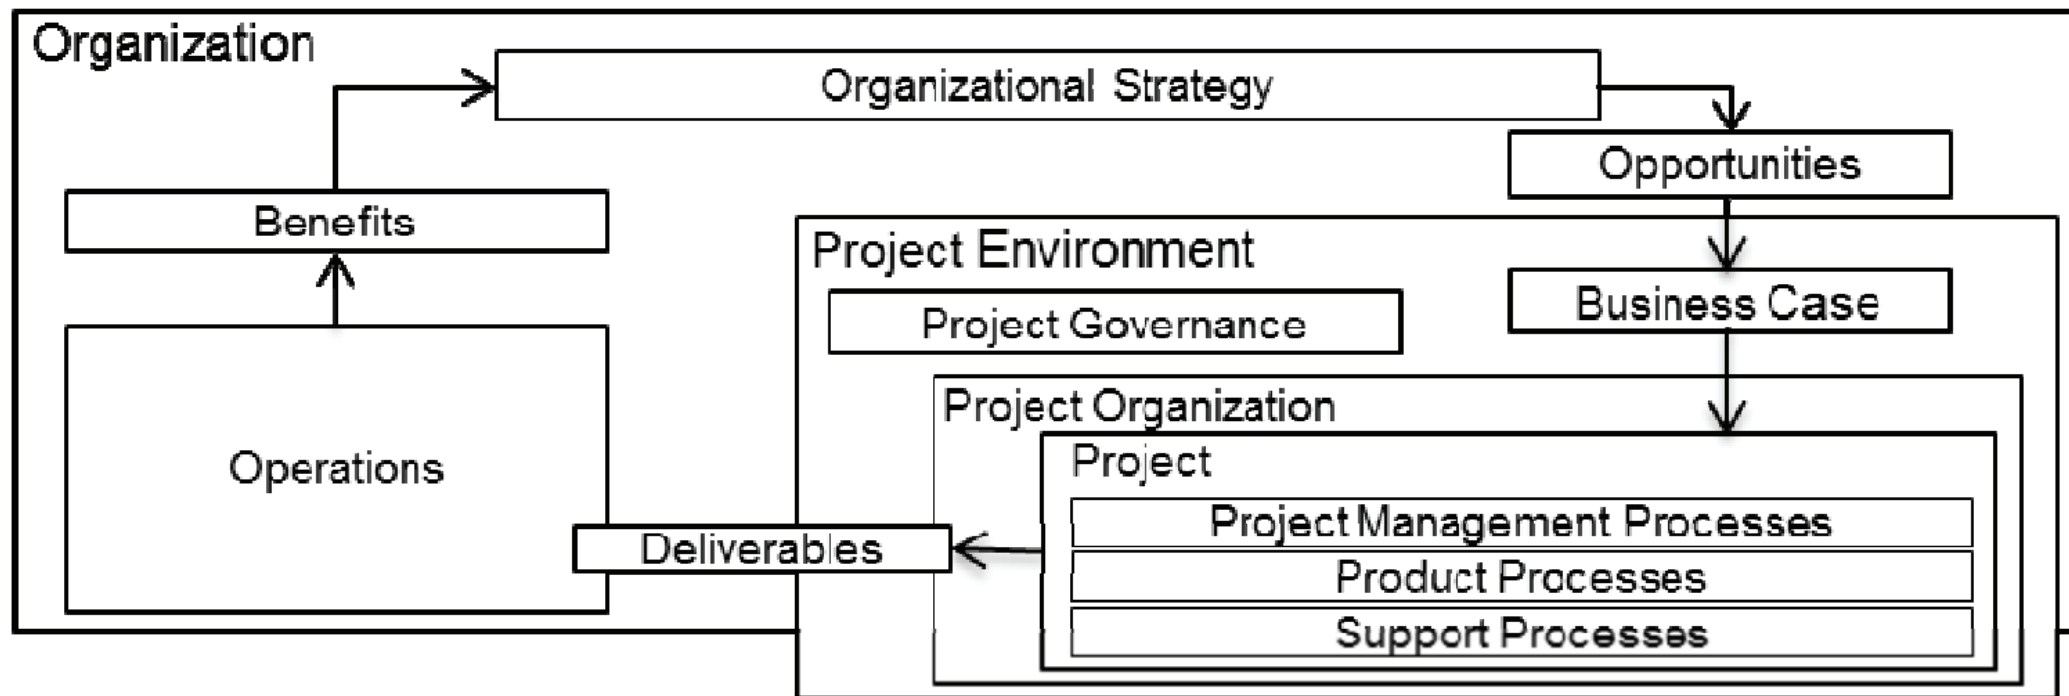 Organization
Organizational Strategy
Opportunities
Benefits
Project Environment
Business Case
Project Governance
Project Organization
Operations
Project
Project Management Processes
Deliverables
Product Processes
Support Processes